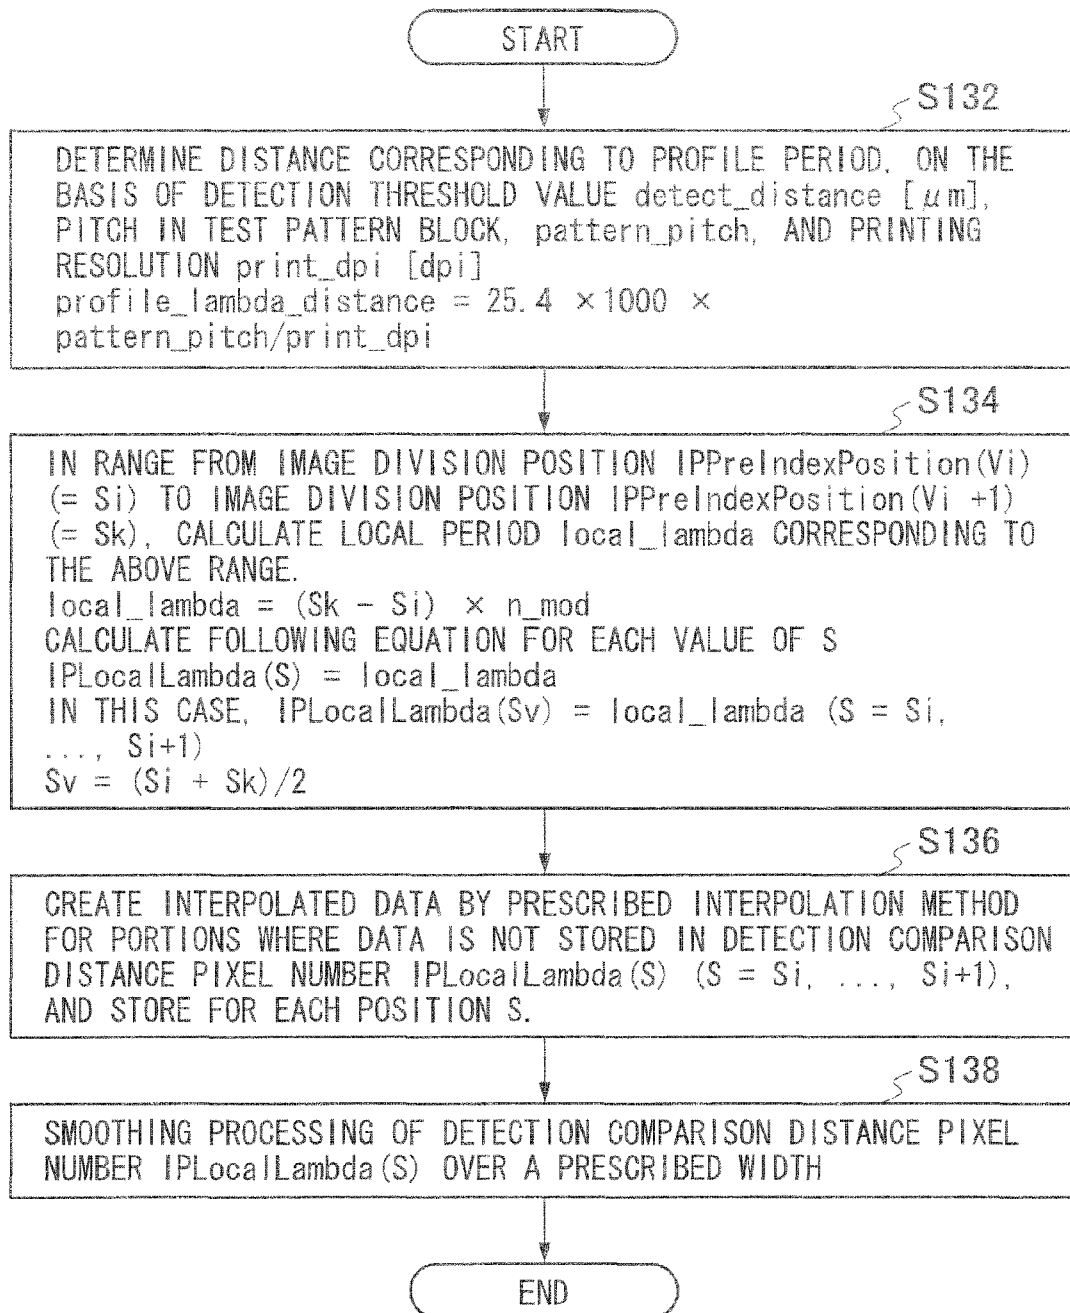 START
S132
DETERMINE DISTANCE CORRESPONDING TO PROFILE PERIOD, ON THE
BASIS OF DETECTION THRESHOLD VALUE detect_distance [μm],
PITCH IN TEST PATTERN BLOCK, pattern_pitch, AND PRINTING
RESOLUTION print_dpi [dpi]
profile_lambda_distance = 25.4 ×1000 ×
pattern_pitch/print_dpi
S134
IN RANGE FROM IMAGE DIVISION POSITION IPPreIndexPosition(Vi)
(= Si) TO IMAGE DIVISION POSITION IPPreIndexPosition(Vi +1)
(= Sk), CALCULATE LOCAL PERIOD local_lambda CORRESPONDING TO
THE ABOVE RANGE.
local_lambda = (Sk - Si) × n_mod
CALCULATE FOLLOWING EQUATION FOR EACH VALUE OF S
IPLocalLambda(S) = local_lambda
IN THIS CASE, IPLocalLambda(Sv) = local_lambda (S = Si,
..., Si+1)
Sv = (Si + Sk)/2
S136
CREATE INTERPOLATED DATA BY PRESCRIBED INTERPOLATION METHOD
FOR PORTIONS WHERE DATA IS NOT STORED IN DETECTION COMPARISON
DISTANCE PIXEL NUMBER IPLocalLambda(S) (S = Si, ..., Si+1),
AND STORE FOR EACH POSITION S.
S138
SMOOTHING PROCESSING OF DETECTION COMPARISON DISTANCE PIXEL
NUMBER IPLocalLambda(S) OVER A PRESCRIBED WIDTH
END